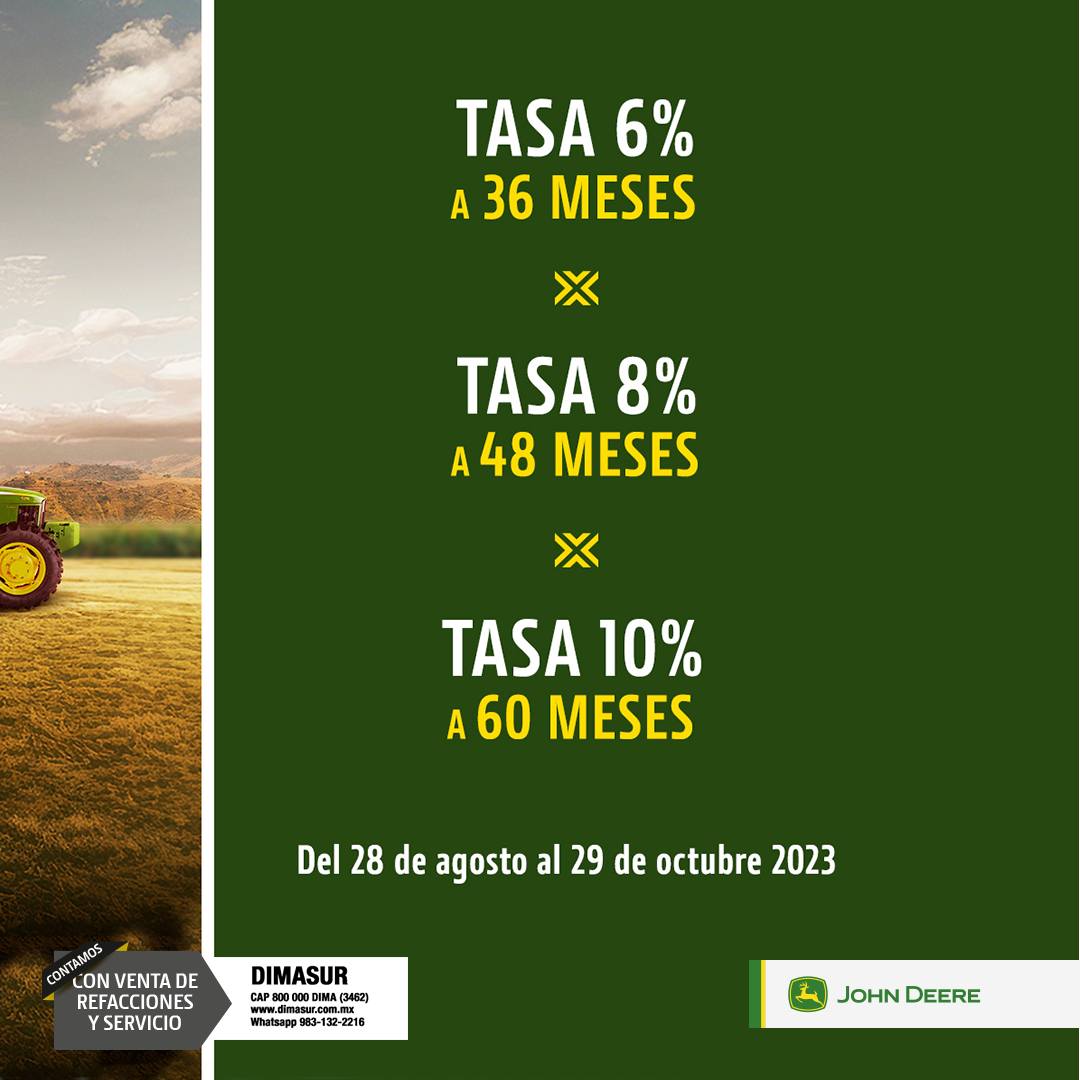 TASA 6%
A 36 MESES
TASA 8%
A 48 MESES
TASA 10%
A 60 MESES
Del 28 de agosto al 29 de octubre 2023
CONTAMOS
CON VENTA DE
REFACCIONES
Y SERVICIO
DIMASUR
CAP 800 000 DIMA (3462)
www.dimasur.com.mx
Whatsapp 983-132-2216
JOHN DEERE